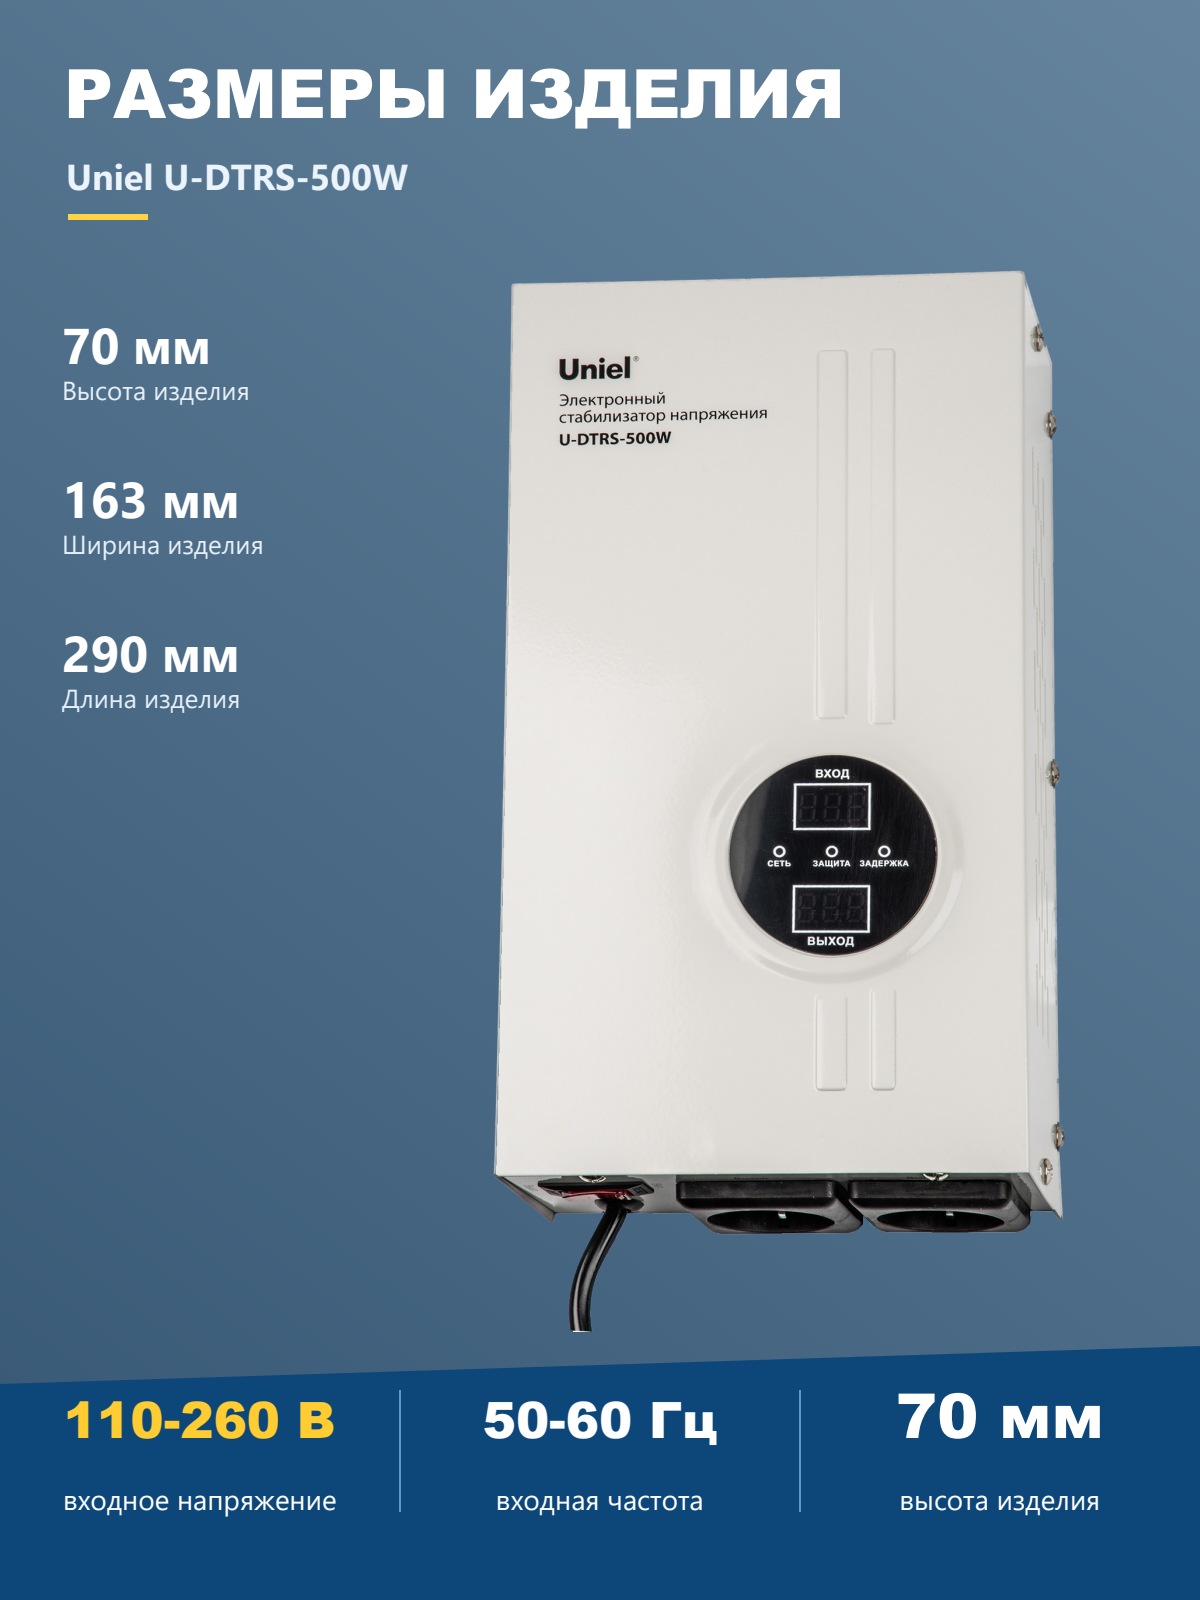 РАЗМЕРЫ ИЗДЕЛИЯ
Uniel U-DTRS-500W
70 мм
Высота изделия
163 мм
Ширина изделия
290 мм
Длина изделия
Uniel®
Электронный
стабилизатор напряжения
U-DTRS-500W
ВХОД
СЕТЬ ЗАЩИТА ЗАДЕРЖКА
ВЫХОД
110-260 В
входное напряжение
50-60 Гц
входная частота
70 мм
высота изделия